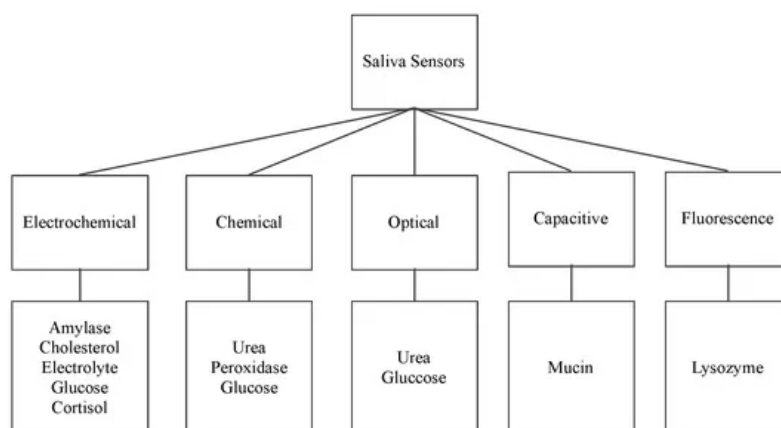 Saliva Sensors
Electrochemical
Chemical
Optical
Capacitive
Fluorescence
Amylase
Cholesterol
Electrolyte
Glucose
Cortisol
Urea
Peroxidase
Glucose
Urea
Gluccose
Mucin
Lysozyme